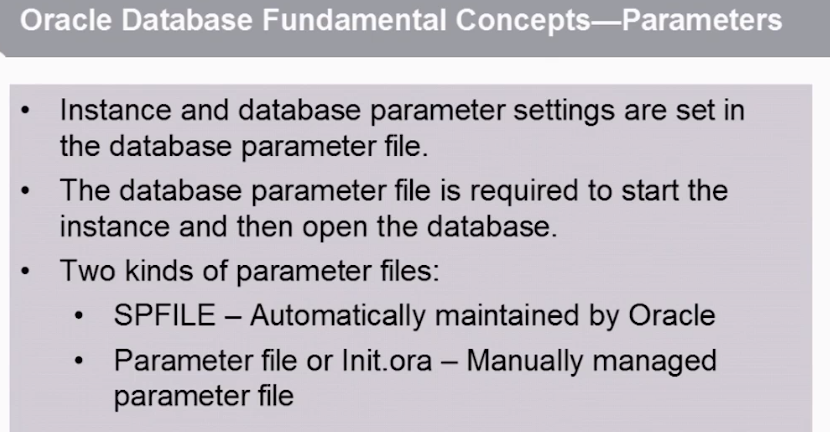 Oracle Database Fundamental Concepts—Parameters
• Instance and database parameter settings are set in
the database parameter file.
• The database parameter file is required to start the
instance and then open the database.
• Two kinds of parameter files:
• SPFILE – Automatically maintained by Oracle
• Parameter file or Init.ora – Manually managed
parameter file